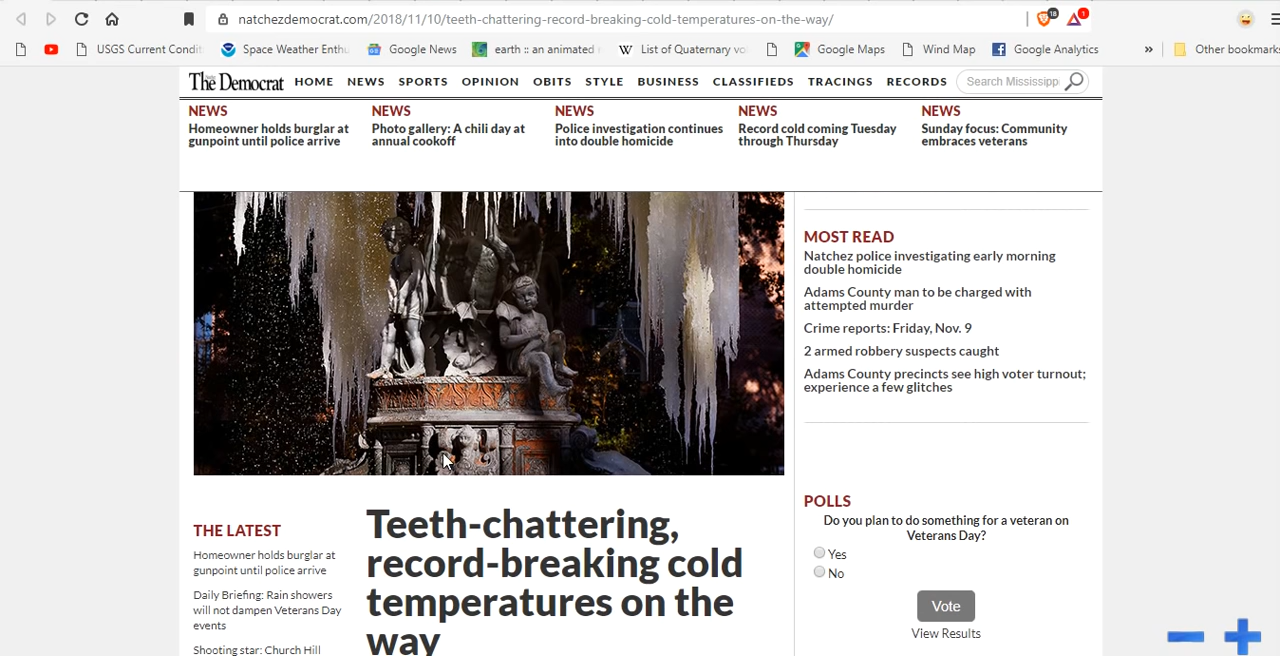 natchezdemocrat.com/2018/11/10/teeth-chattering-record-breaking-cold-temperatures-on-the-way/
18
1
USGS Current Condit
Space Weather Enthu
Google News
earth :: an animated
List of Quaternary vo
Google Maps
Wind Map
Google Analytics
»
Other bookmarks
The Democrat
HOME NEWS SPORTS OPINION OBITS STYLE BUSINESS CLASSIFIEDS TRACINGS RECORDS
Search Mississipp
NEWS
Homeowner holds burglar at
gunpoint until police arrive
NEWS
Photo gallery: A chili day at
annual cookoff
NEWS
Police investigation continues
into double homicide
NEWS
Record cold coming Tuesday
through Thursday
NEWS
Sunday focus: Community
embraces veterans
MOST READ
Natchez police investigating early morning
double homicide
Adams County man to be charged with
attempted murder
Crime reports: Friday, Nov. 9
2 armed robbery suspects caught
Adams County precincts see high voter turnout;
experience a few glitches
POLLS
Do you plan to do something for a veteran on
Veterans Day?
Yes
No
Vote
View Results
THE LATEST
Homeowner holds burglar at
gunpoint until police arrive
Daily Briefing: Rain showers
will not dampen Veterans Day
events
Shooting star: Church Hill
Teeth-chattering,
record-breaking cold
temperatures on the
way